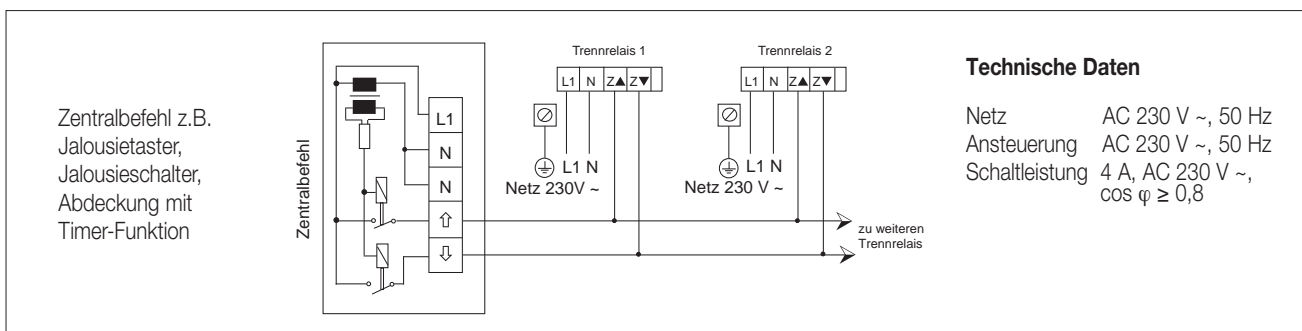 Zentralbefehl z.B.
Jalousietaster,
Jalousieschalter,
Abdeckung mit
Timer-Funktion
Zentralbefehl
L1
N
N
⇧
⇩
Trennrelais 1
L1 N Z▲ Z▼
L1 N
Netz 230V ~
Trennrelais 2
L1 N Z▲ Z▼
L1 N
Netz 230 V ~
zu weiteren
Trennrelais
Technische Daten
Netz AC 230 V ~, 50 Hz
Ansteuerung AC 230 V ~, 50 Hz
Schaltleistung 4 A, AC 230 V ~,
cos φ ≥ 0,8